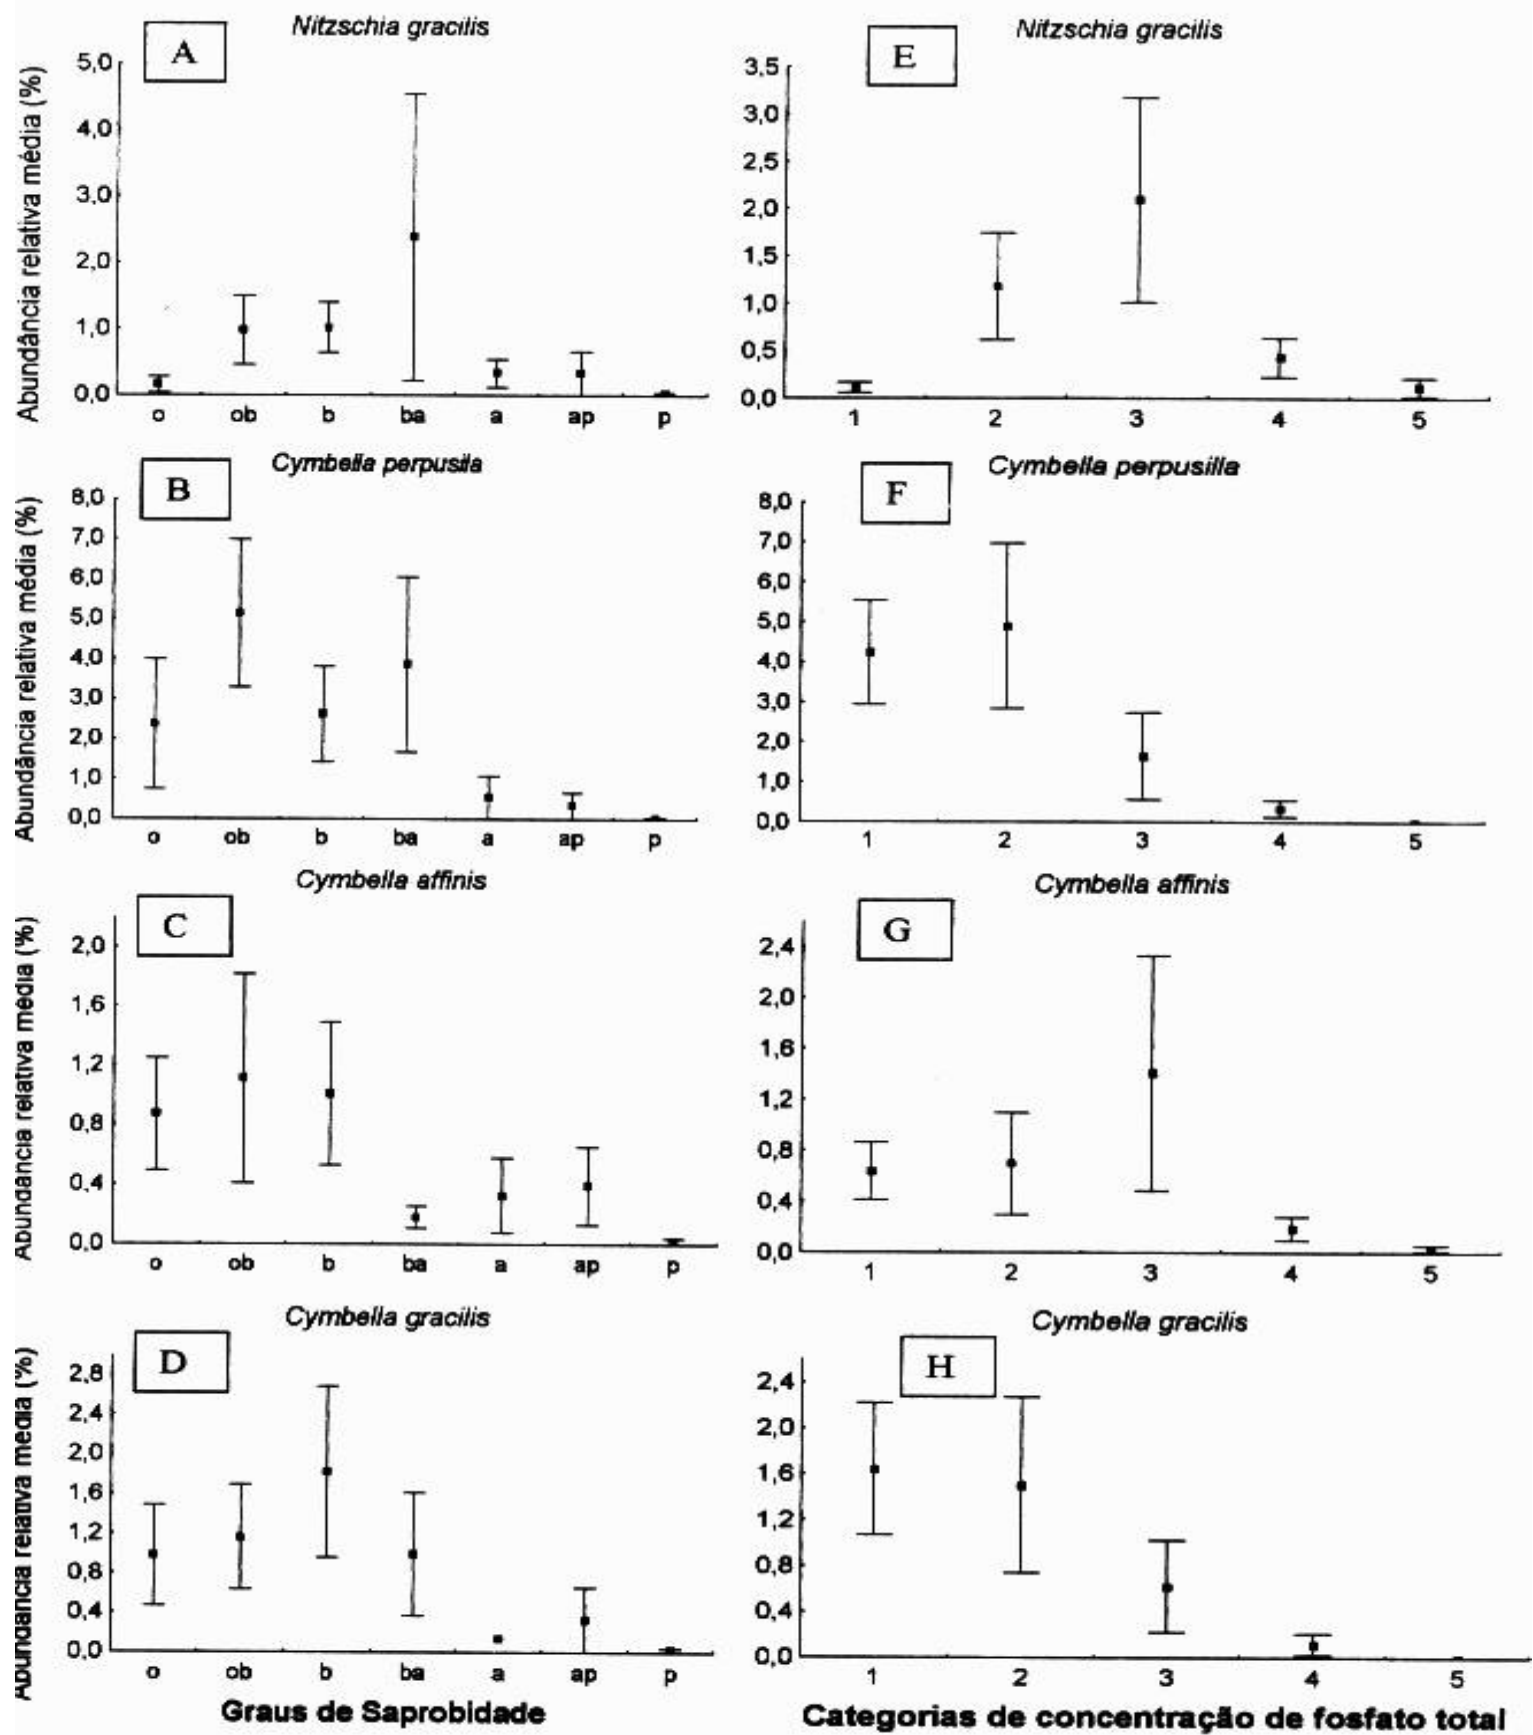 Nitzschia gracilis
A
Abundância relativa média (%)
5,0
4,0
3,0
2,0
1,0
0,0
o ob b ba a ap p
Nitzschia gracilis
E
3,5
3,0
2,5
2,0
1,5
1,0
0,5
0,0
1 2 3 4 5
Cymbella perpusila
B
Abundância relativa média (%)
8,0
7,0
6,0
5,0
4,0
3,0
2,0
1,0
0,0
o ob b ba a ap p
Cymbella perpusilla
F
8,0
7,0
6,0
5,0
4,0
3,0
2,0
1,0
0,0
1 2 3 4 5
Cymbella affinis
C
Abundancia relativa média (%)
2,0
1,6
1,2
0,8
0,4
0,0
o ob b ba a ap p
Cymbella affinis
G
2,4
2,0
1,6
1,2
0,8
0,4
0,0
1 2 3 4 5
Cymbella gracilis
D
Abundancia relativa média (%)
2,8
2,4
2,0
1,6
1,2
0,8
0,4
0,0
o ob b ba a ap p
Graus de Saprobidade
Cymbella gracilis
H
2,4
2,0
1,6
1,2
0,8
0,4
0,0
1 2 3 4 5
Categorias de concentração de fosfato total